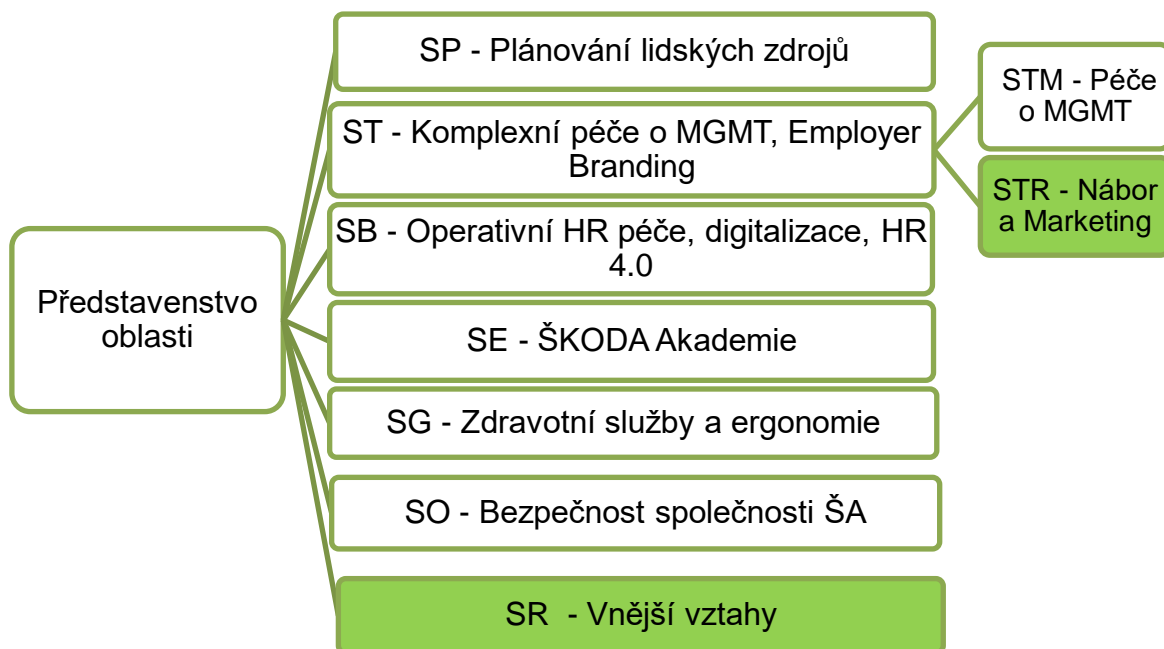 SP - Plánování lidských zdrojů
ST - Komplexní péče o MGMT, Employer
Branding
STM - Péče
o MGMT
STR - Nábor
a Marketing
SB - Operativní HR péče, digitalizace, HR
4.0
Představenstvo
oblasti
SE - ŠKODA Akademie
SG - Zdravotní služby a ergonomie
SO - Bezpečnost společnosti ŠA
SR - Vnější vztahy